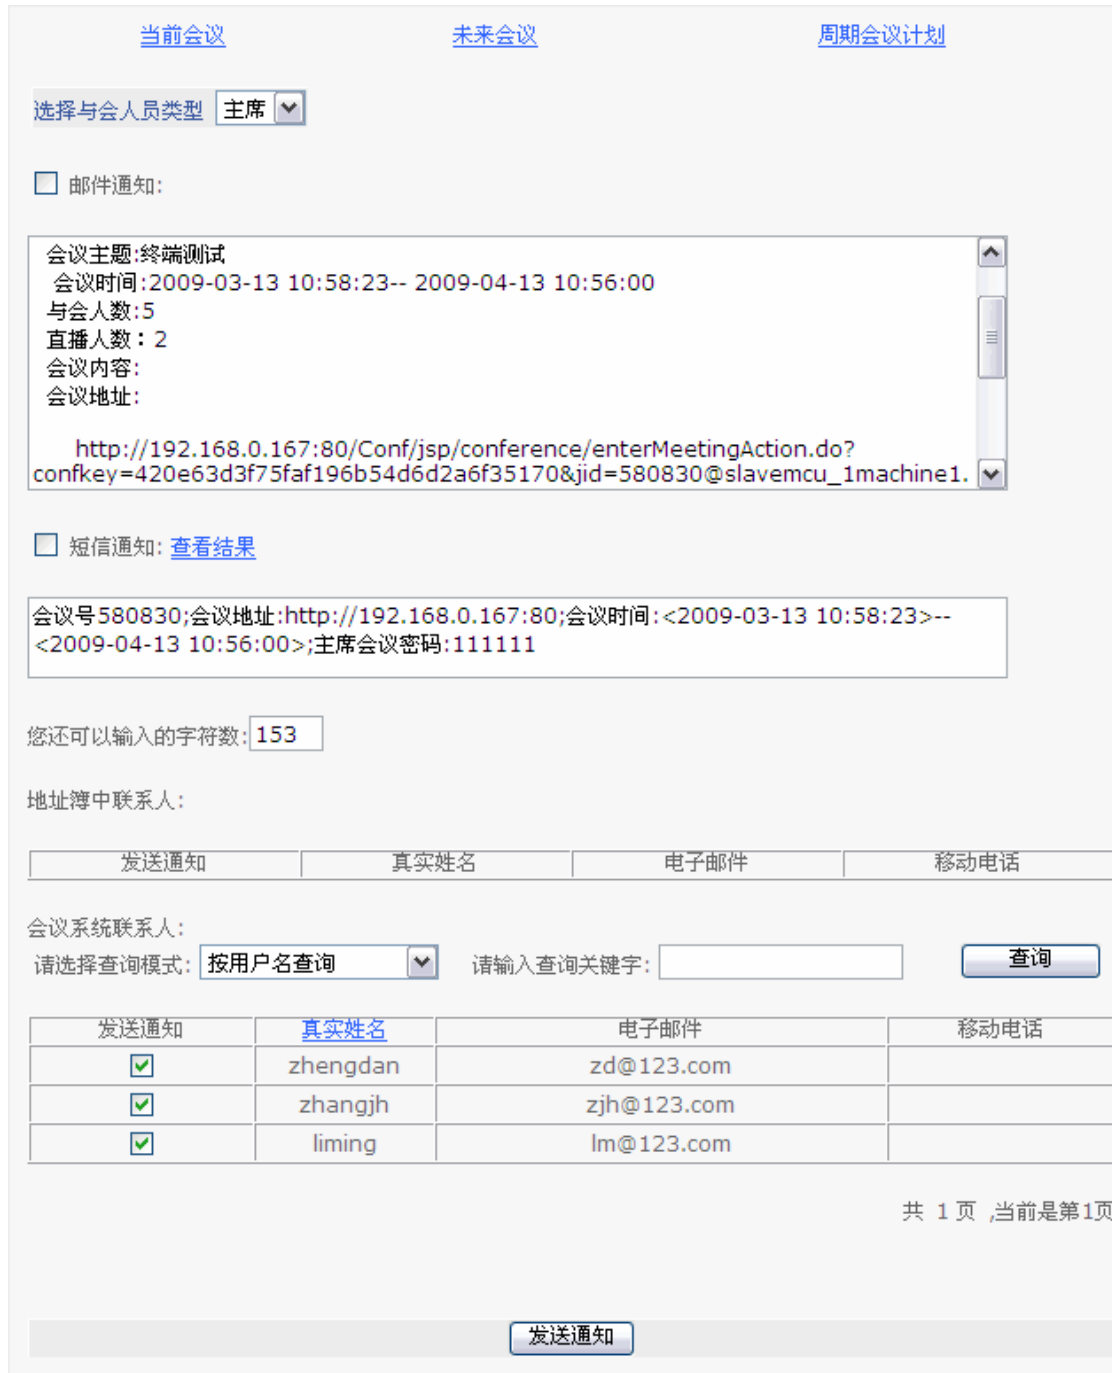 当前会议 未来会议 周期会议计划
选择与会人员类型 主席
邮件通知:
会议主题:终端测试
会议时间:2009-03-13 10:58:23-- 2009-04-13 10:56:00
与会人数:5
直播人数：2
会议内容:
会议地址:
http://192.168.0.167:80/Conf/jsp/conference/enterMeetingAction.do?
confkey=420e63d3f75faf196b54d6d2a6f35170&jid=580830@slavemcu_1machine1.
短信通知: 查看结果
会议号580830;会议地址:http://192.168.0.167:80;会议时间:<2009-03-13 10:58:23>--
<2009-04-13 10:56:00>;主席会议密码:111111
您还可以输入的字符数: 153
地址簿中联系人:
发送通知 真实姓名 电子邮件 移动电话
会议系统联系人:
请选择查询模式: 按用户名查询 请输入查询关键字: 查询
发送通知 真实姓名 电子邮件 移动电话
zhengdan zd@123.com
zhangjh zjh@123.com
liming lm@123.com
共 1 页 ,当前是第1页
发送通知